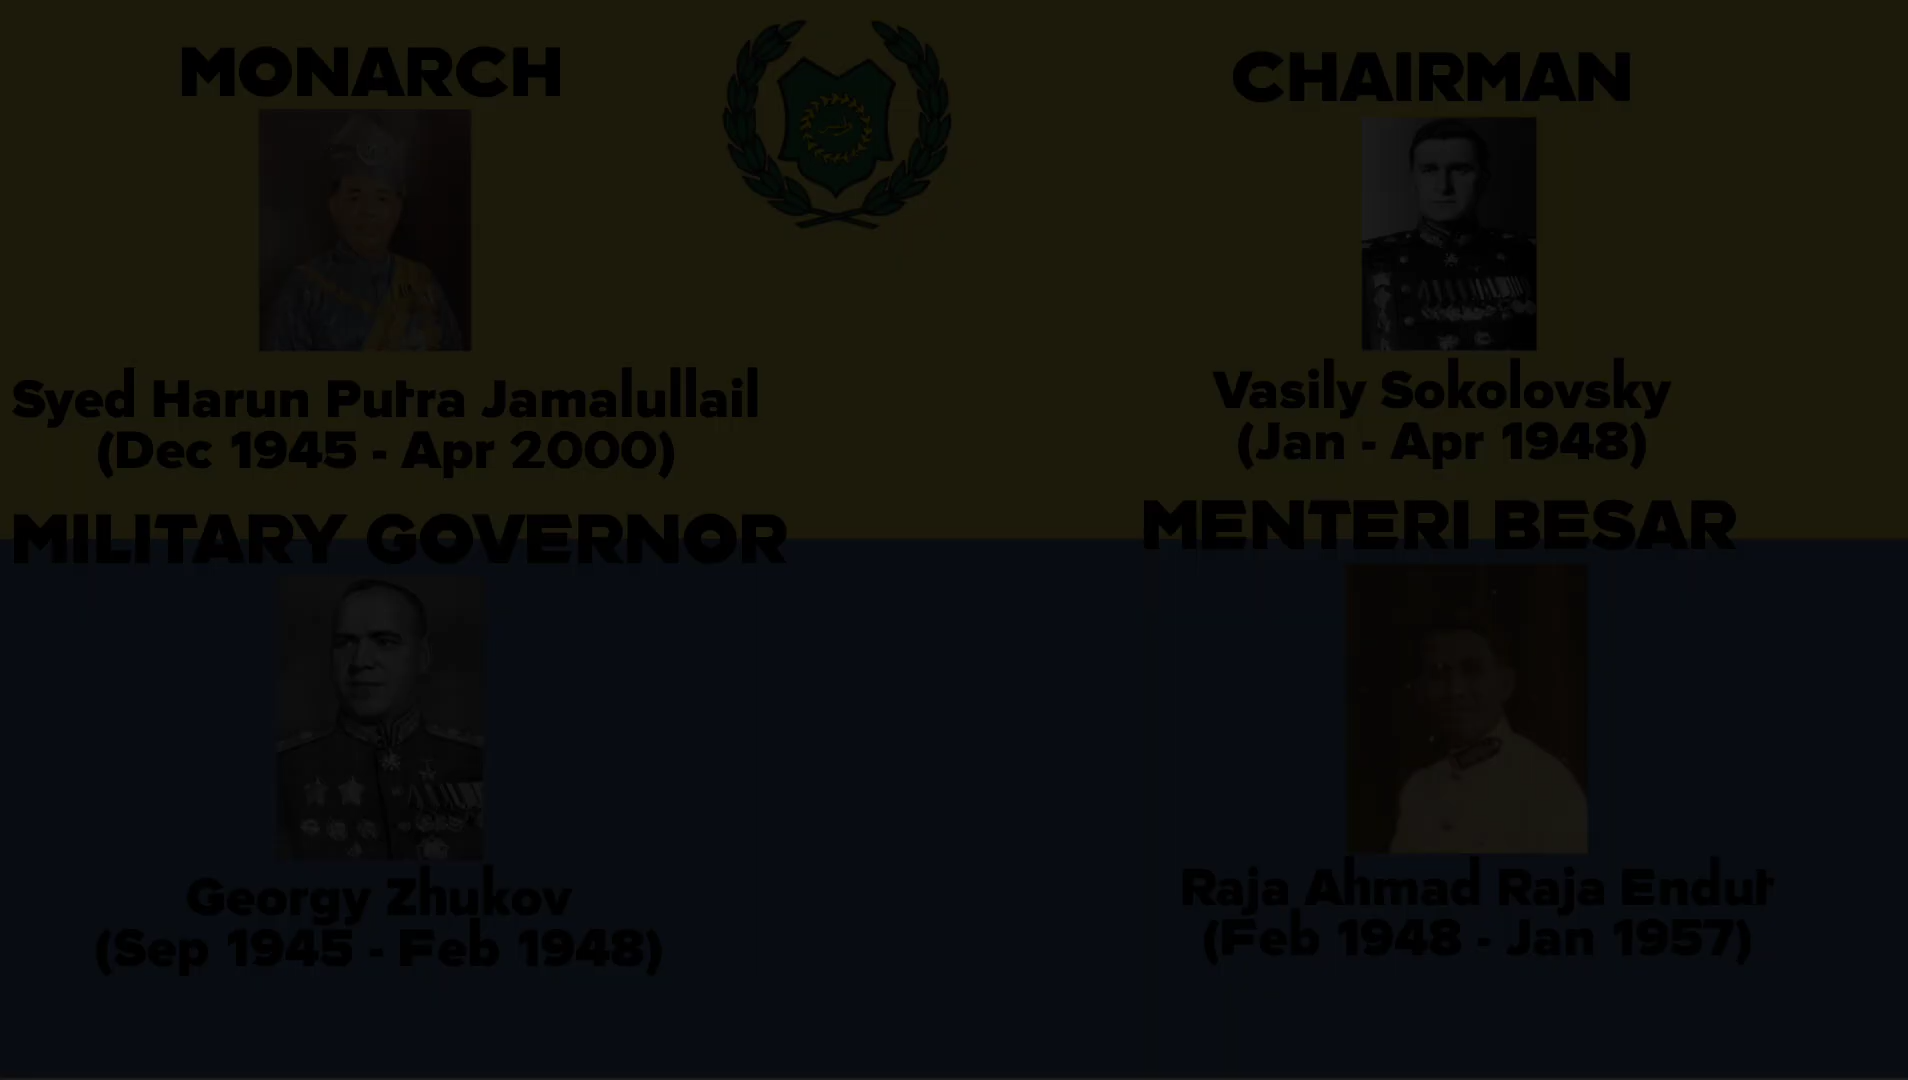 MONARCH
Syed Harun Putra Jamalullail
(Dec 1945 - Apr 2000)
CHAIRMAN
Vasily Sokolovsky
(Jan - Apr 1948)
MILITARY GOVERNOR
Georgy Zhukov
(Sep 1945 - Feb 1948)
MENTERI BESAR
Raja Ahmad Raja Endut
(Feb 1948 - Jan 1957)